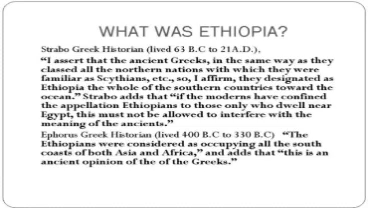 WHAT WAS ETHIOPIA?
Strabo Greek Historian (lived 63 B.C to 21A.D.),
“I assert that the ancient Greeks, in the same way as they
classed all the northern nations with which they were
familiar as Scythians, etc., so, I affirm, they designated as
Ethiopia the whole of the southern countries toward the
ocean.” Strabo adds that “if the moderns have confined
the appellation Ethiopians to those only who dwell near
Egypt, this must not be allowed to interfere with the
meaning of the ancients.”
Ephorus Greek Historian (lived 400 B.C to 330 B.C) “The
Ethiopians were considered as occupying all the south
coasts of both Asia and Africa,” and adds that “this is an
ancient opinion of the of the Greeks.”